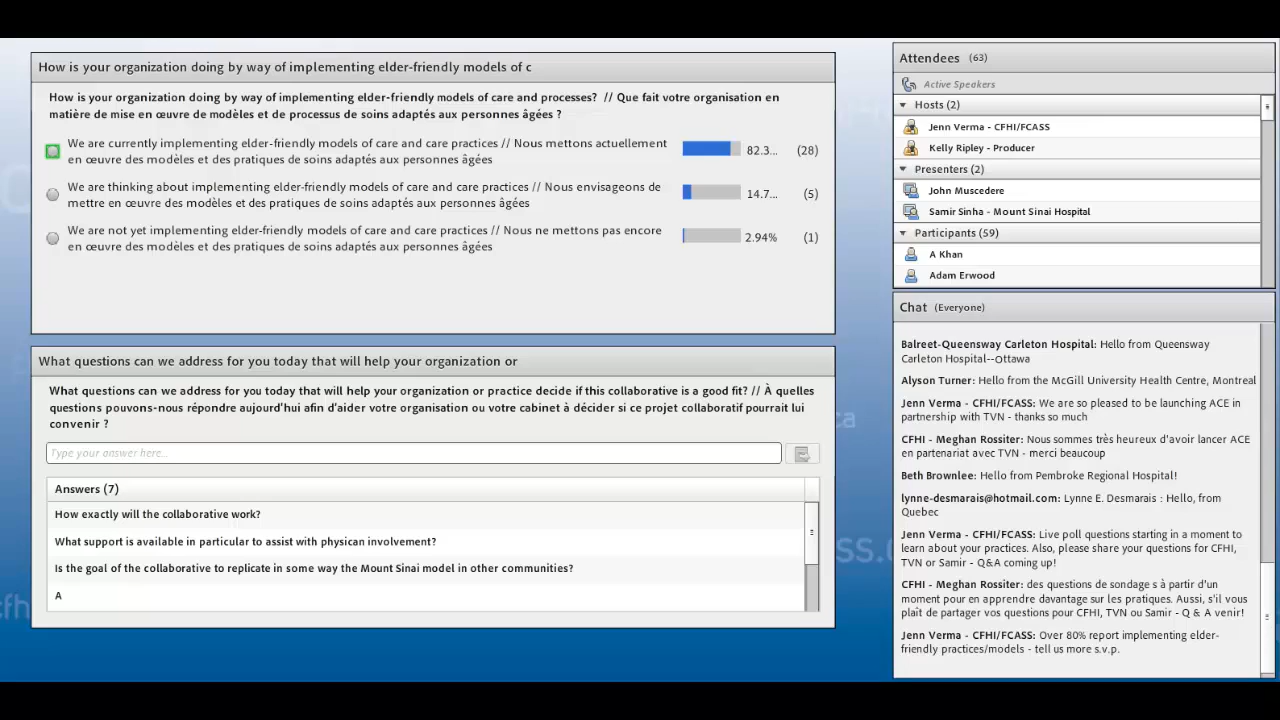 How is your organization doing by way of implementing elder-friendly models of c
How is your organization doing by way of implementing elder-friendly models of care and processes? // Que fait votre organisation en
matière de mise en œuvre de modèles et de processus de soins adaptés aux personnes âgées ?
We are currently implementing elder-friendly models of care and care practices // Nous mettons actuellement
en œuvre des modèles et des pratiques de soins adaptés aux personnes âgées
82.3... (28)
We are thinking about implementing elder-friendly models of care and care practices // Nous envisageons de
mettre en œuvre des modèles et des pratiques de soins adaptés aux personnes âgées
14.7... (5)
We are not yet implementing elder-friendly models of care and care practices // Nous ne mettons pas encore
en œuvre des modèles et des pratiques de soins adaptés aux personnes âgées
2.94% (1)
What questions can we address for you today that will help your organization or
What questions can we address for you today that will help your organization or practice decide if this collaborative is a good fit? // À quelles
questions pouvons-nous répondre aujourd'hui afin d'aider votre organisation ou votre cabinet à décider si ce projet collaboratif pourrait lui
convenir ?
Type your answer here...
Answers (7)
How exactly will the collaborative work?
What support is available in particular to assist with physican involvement?
Is the goal of the collaborative to replicate in some way the Mount Sinai model in other communities?
A
Attendees (63)
Active Speakers
Hosts (2)
Jenn Verma - CFHI/FCASS
Kelly Ripley - Producer
Presenters (2)
John Muscedere
Samir Sinha - Mount Sinai Hospital
Participants (59)
A Khan
Adam Erwood
Chat (Everyone)
Balreet-Queensway Carleton Hospital: Hello from Queensway
Carleton Hospital--Ottawa
Alyson Turner: Hello from the McGill University Health Centre, Montreal
Jenn Verma - CFHI/FCASS: We are so pleased to be launching ACE in
partnership with TVN - thanks so much
CFHI - Meghan Rossiter: Nous sommes très heureux d'avoir lancer ACE
en partenariat avec TVN - merci beaucoup
Beth Brownlee: Hello from Pembroke Regional Hospital!
lynne-desmarais@hotmail.com: Lynne E. Desmarais : Hello, from
Quebec
Jenn Verma - CFHI/FCASS: Live poll questions starting in a moment to
learn about your practices. Also, please share your questions for CFHI,
TVN or Samir - Q&A coming up!
CFHI - Meghan Rossiter: des questions de sondage s à partir d'un
moment pour en apprendre davantage sur les pratiques. Aussi, s'il vous
plaît de partager vos questions pour CFHI, TVN ou Samir - Q & A venir!
Jenn Verma - CFHI/FCASS: Over 80% report implementing elder-
friendly practices/models - tell us more s.v.p.